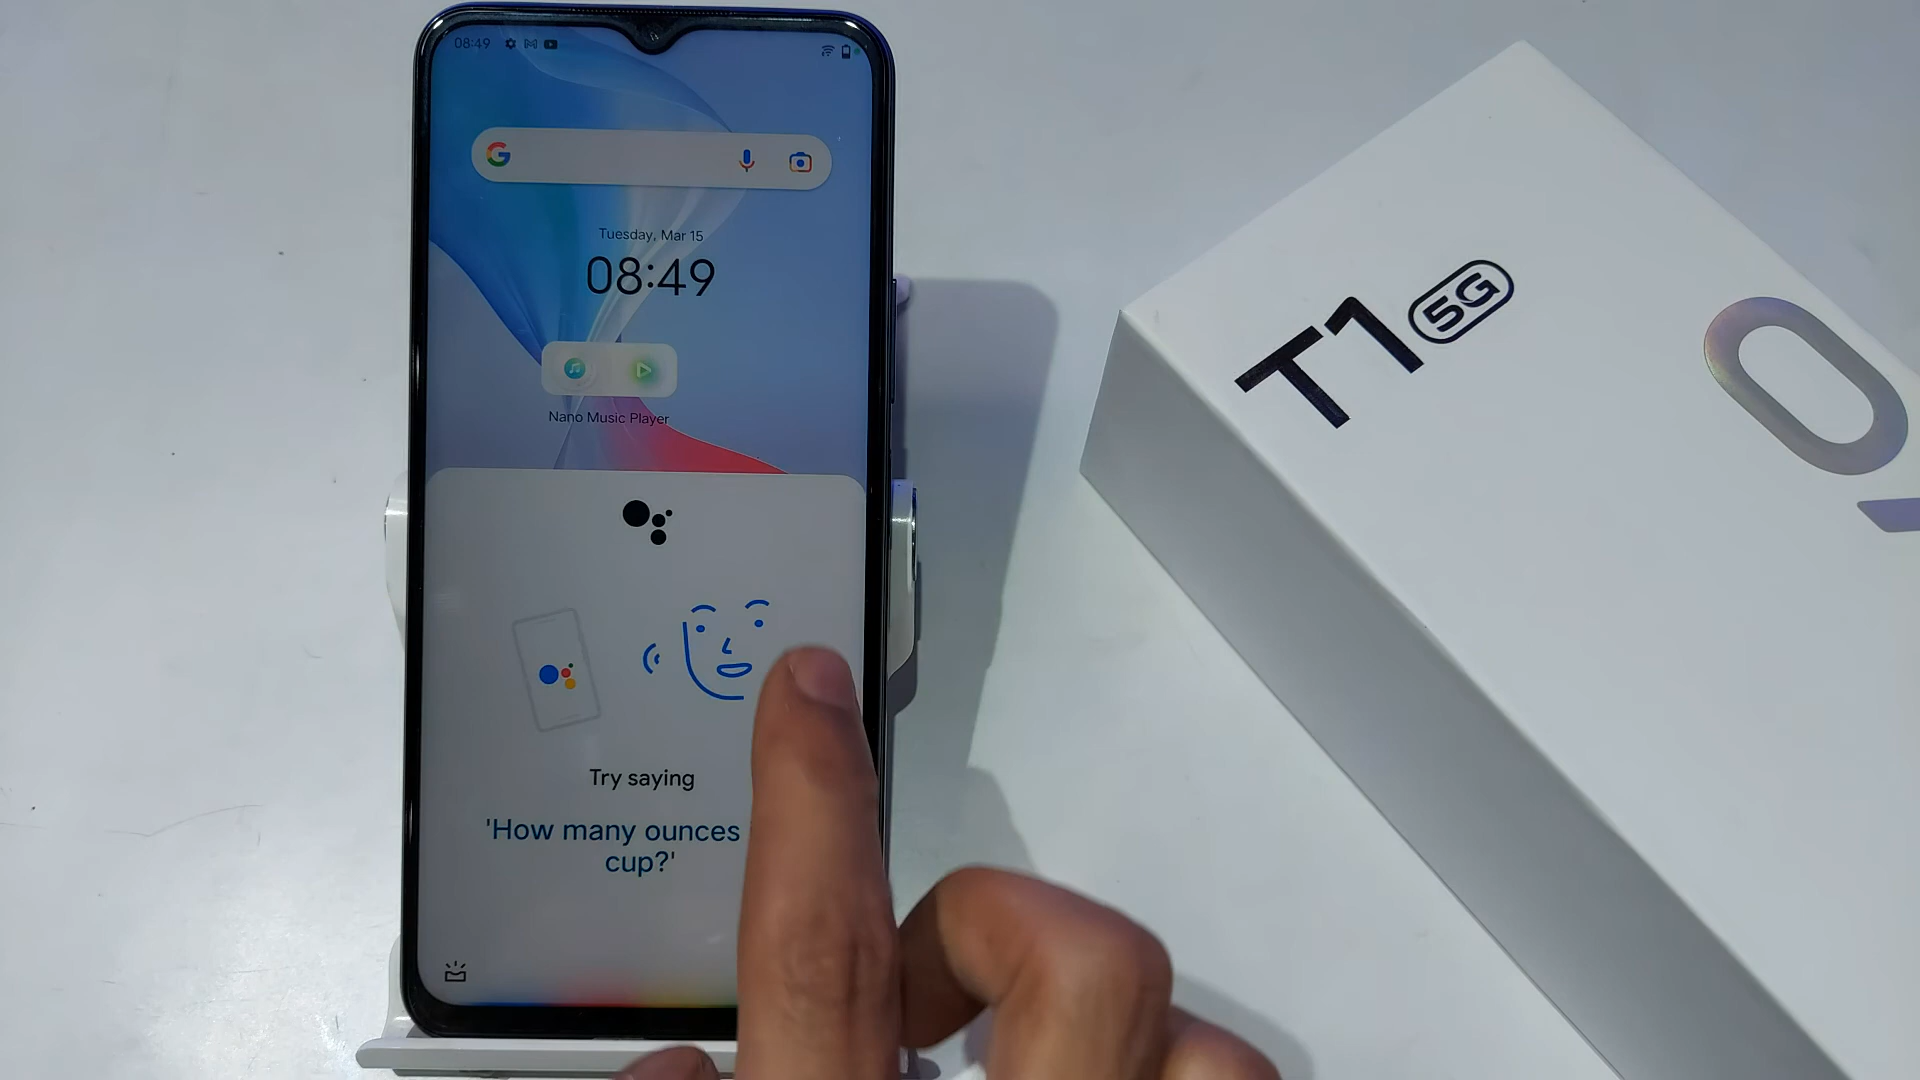 08:49
Tuesday, Mar 15
08:49
Nano Music Player
Try saying
'How many ounces
cup?'
T1 5G